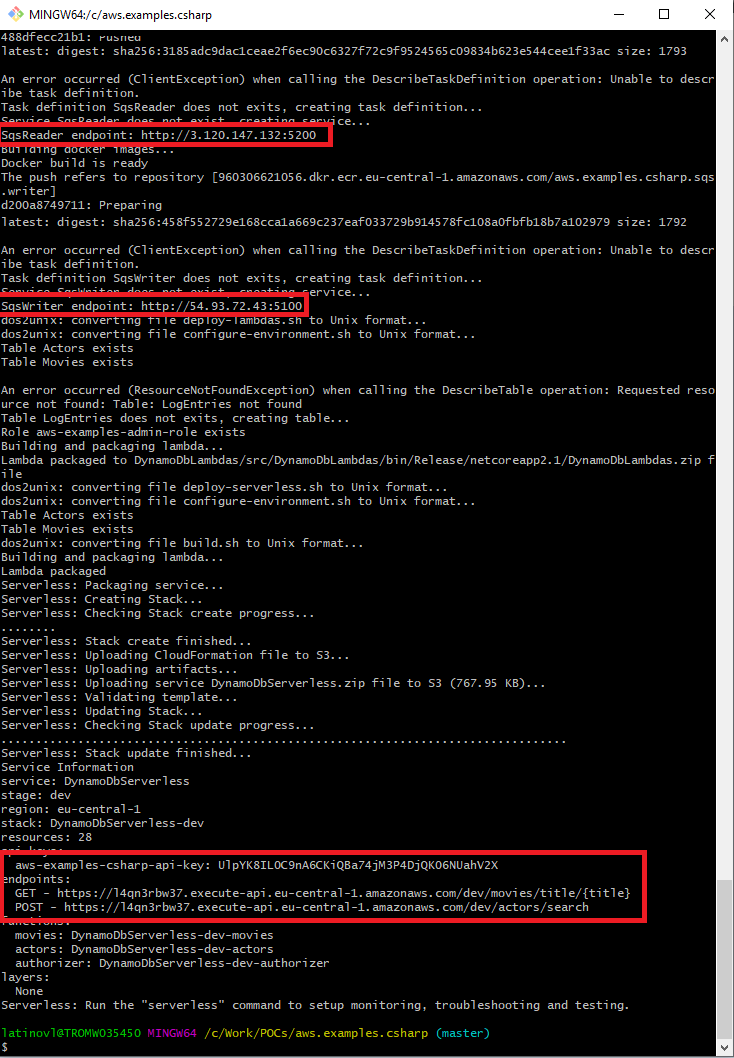 MINGW64:/c/aws.examples.csharp
488dfecc21b1: Pushed
latest: digest: sha256:3185adc9dac1ceae2f6ec90c6327f72c9f9524565c09834b623e544cee1f33ac size: 1793
An error occurred (ClientException) when calling the DescribeTaskDefinition operation: Unable to descr
ibe task definition.
Task definition SqsReader does not exits, creating task definition...
Service SqsReader does not exist, creating service...
SqsReader endpoint: http://3.120.147.132:5200
Building docker images...
Docker build is ready
The push refers to repository [960306621056.dkr.ecr.eu-central-1.amazonaws.com/aws.examples.csharp.sqs
.writer]
d200a8749711: Preparing
latest: digest: sha256:458f552729e168cca1a669c237eaf033729b914578fc108a0fbfb18b7a102979 size: 1792
An error occurred (ClientException) when calling the DescribeTaskDefinition operation: Unable to descr
ibe task definition.
Task definition SqsWriter does not exits, creating task definition...
Service SqsWriter does not exist, creating service...
SqsWriter endpoint: http://54.93.72.43:5100
dos2unix: converting file deploy-lambdas.sh to Unix format...
dos2unix: converting file configure-environment.sh to Unix format...
Table Actors exists
Table Movies exists
An error occurred (ResourceNotFoundException) when calling the DescribeTable operation: Requested reso
urce not found: Table: LogEntries not found
Table LogEntries does not exits, creating table...
Role aws-examples-admin-role exists
Building and packaging lambda...
Lambda packaged to DynamoDbLambdas/src/DynamoDbLambdas/bin/Release/netcoreapp2.1/DynamoDbLambdas.zip f
ile
dos2unix: converting file deploy-serverless.sh to Unix format...
dos2unix: converting file configure-environment.sh to Unix format...
Table Actors exists
Table Movies exists
dos2unix: converting file build.sh to Unix format...
Building and packaging lambda...
Lambda packaged
Serverless: Packaging service...
Serverless: Creating Stack...
Serverless: Checking Stack create progress...
........
Serverless: Stack create finished...
Serverless: Uploading CloudFormation file to S3...
Serverless: Uploading artifacts...
Serverless: Uploading service DynamoDbServerless.zip file to S3 (767.95 KB)...
Serverless: Validating template...
Serverless: Updating Stack...
Serverless: Checking Stack update progress...
.................................................................................
Serverless: Stack update finished...
Service Information
service: DynamoDbServerless
stage: dev
region: eu-central-1
stack: DynamoDbServerless-dev
resources: 28
api keys:
aws-examples-csharp-api-key: UlpYK8ILOC9nA6CKiQBa74jM3P4DjQKO6NUahV2X
endpoints:
GET - https://l4qn3rbw37.execute-api.eu-central-1.amazonaws.com/dev/movies/title/{title}
POST - https://l4qn3rbw37.execute-api.eu-central-1.amazonaws.com/dev/actors/search
functions:
movies: DynamoDbServerless-dev-movies
actors: DynamoDbServerless-dev-actors
authorizer: DynamoDbServerless-dev-authorizer
layers:
None
Serverless: Run the "serverless" command to setup monitoring, troubleshooting and testing.
latinovl@TROMWO35450 MINGW64 /c/Work/POCs/aws.examples.csharp (master)
$